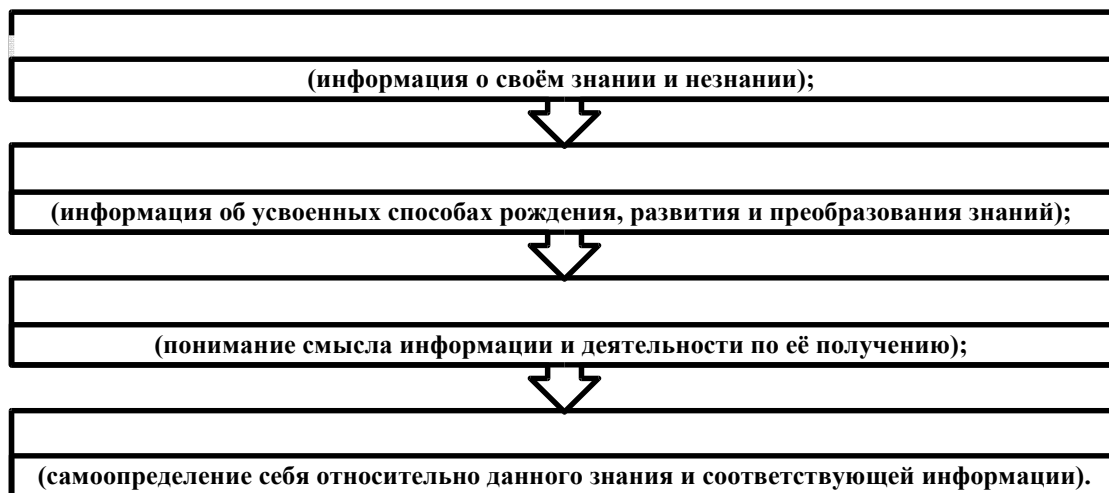 (информация о своём знании и незнании);
(информация об усвоенных способах рождения, развития и преобразования знаний);
(понимание смысла информации и деятельности по её получению);
(самоопределение себя относительно данного знания и соответствующей информации).